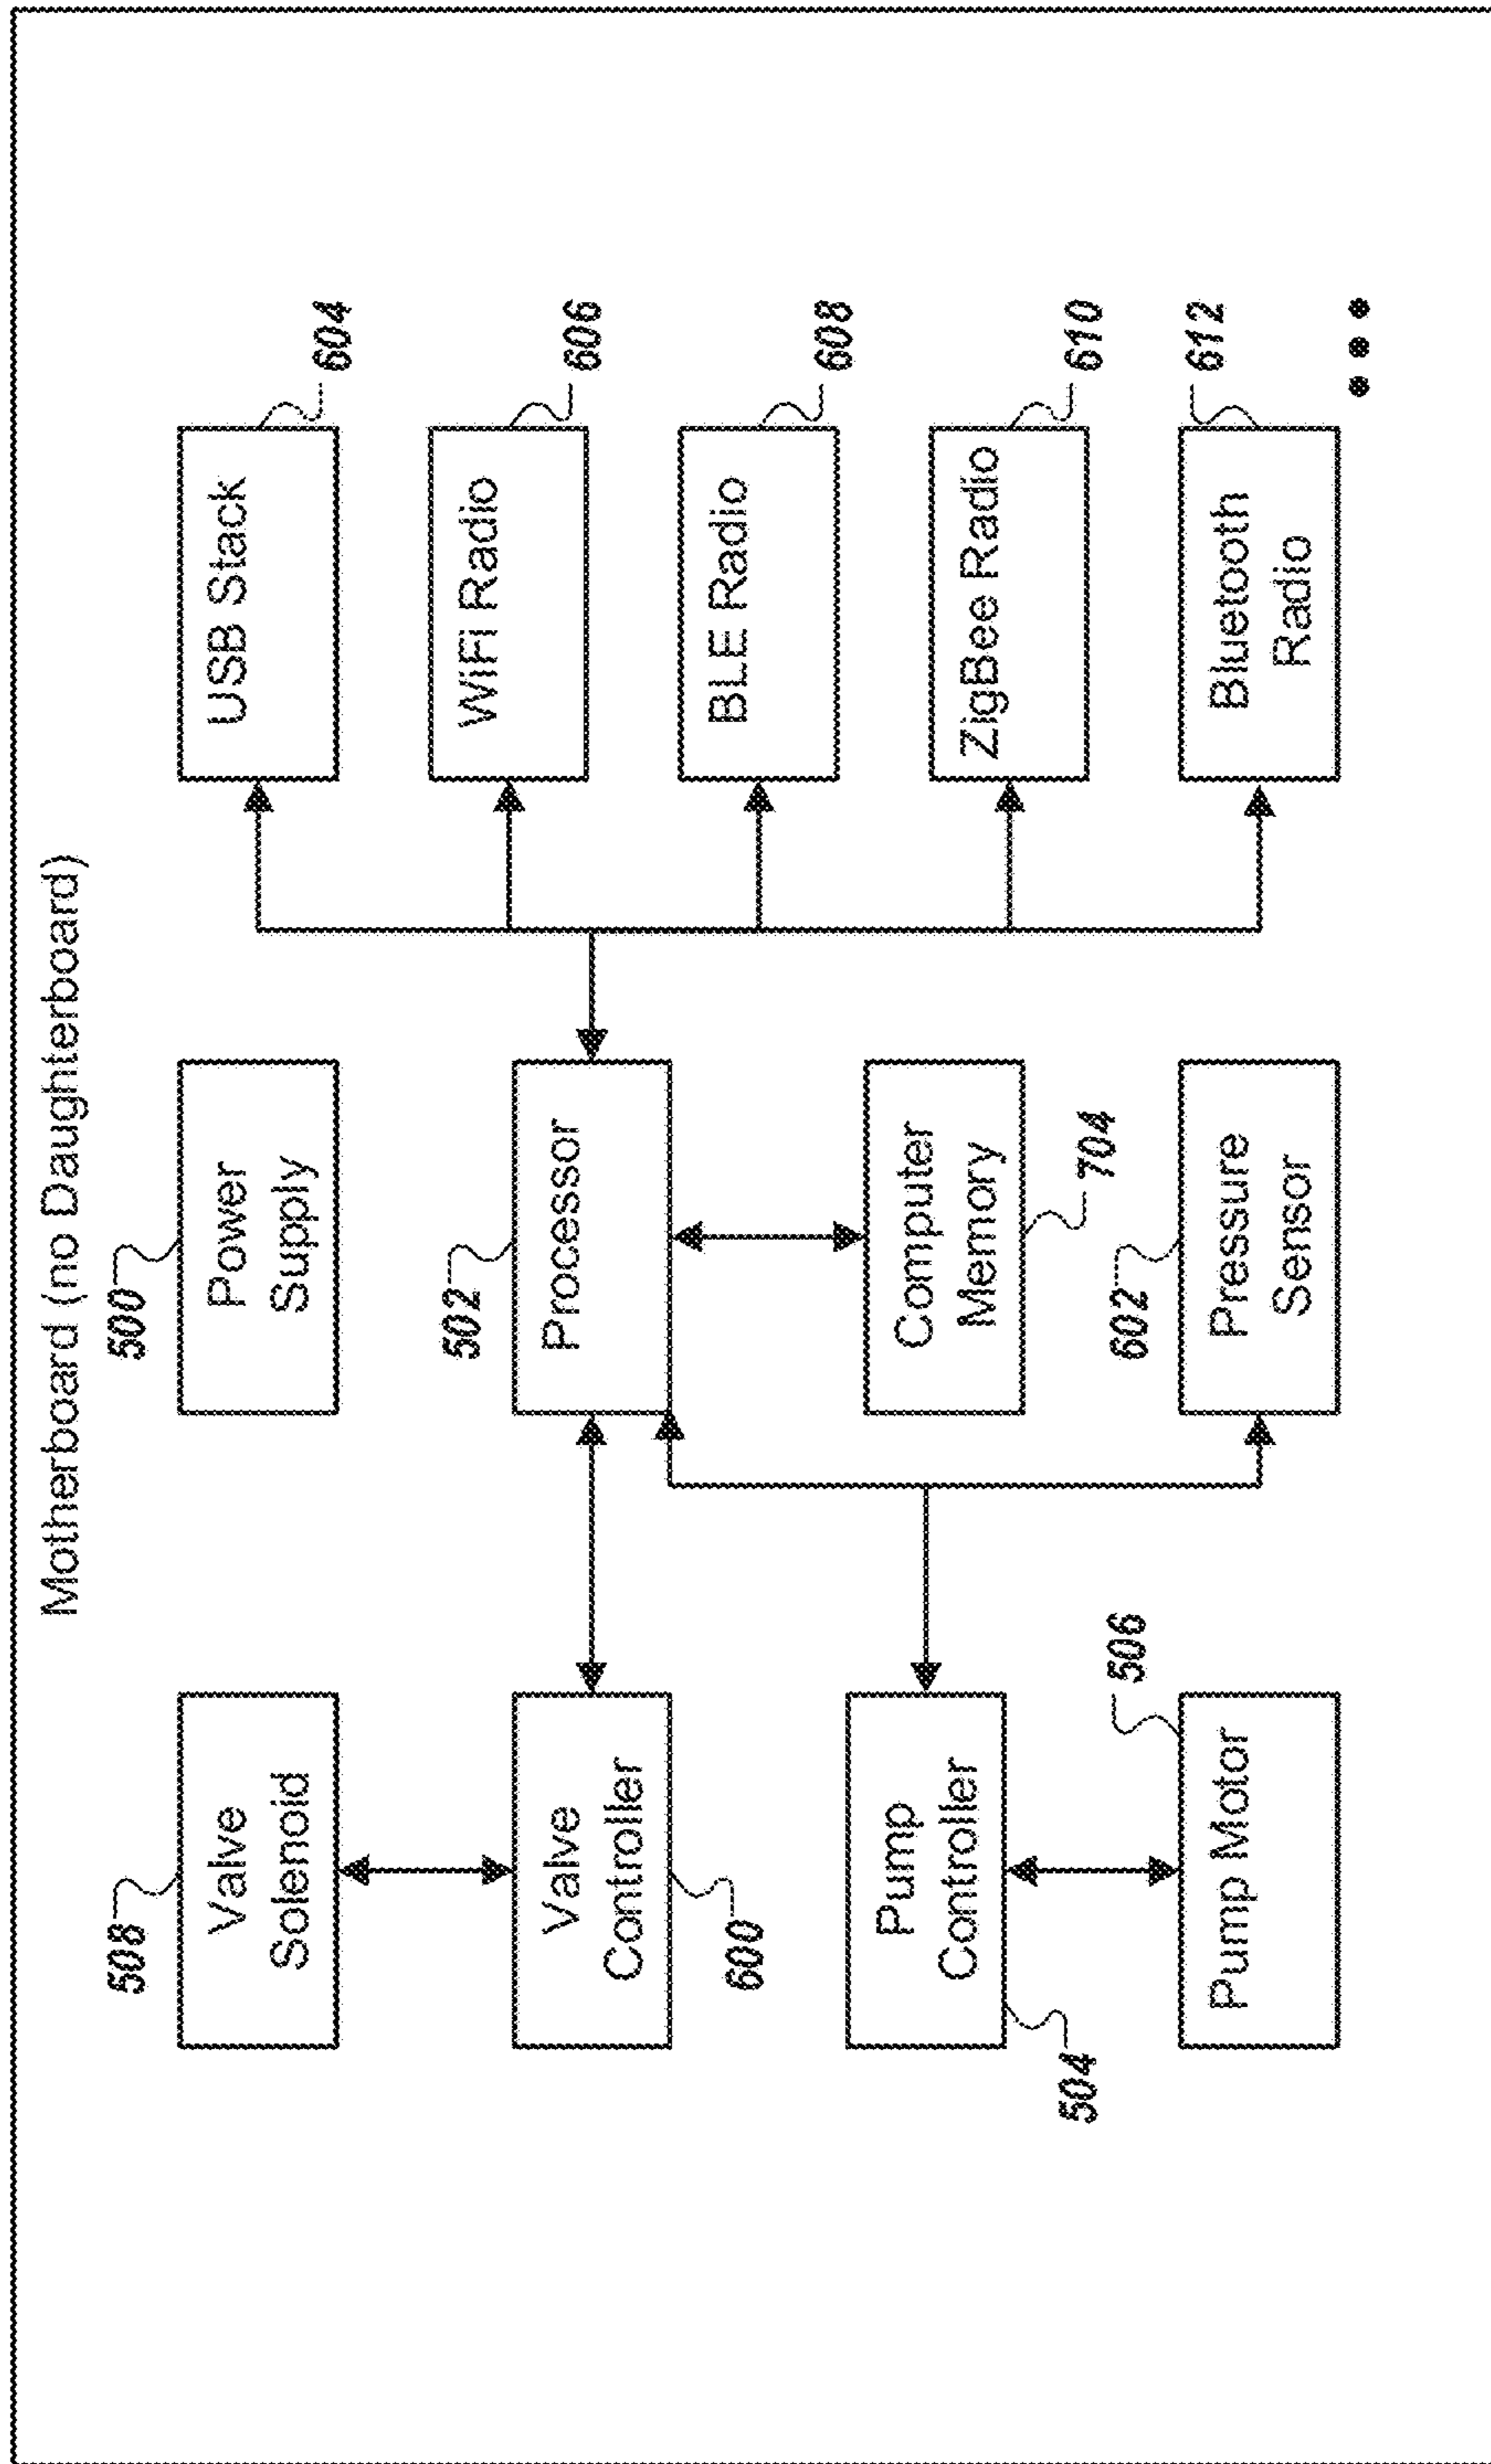 Motherboard (no Daughterboard)
508
Valve
Solenoid
500
Power
Supply
USB Stack
604
Valve
Controller
600
502
Processor
WiFi Radio
606
Pump
Controller
504
Computer
Memory
704
BLE Radio
608
ZigBee Radio
610
506
Pump Motor
602
Pressure
Sensor
612
Bluetooth
Radio